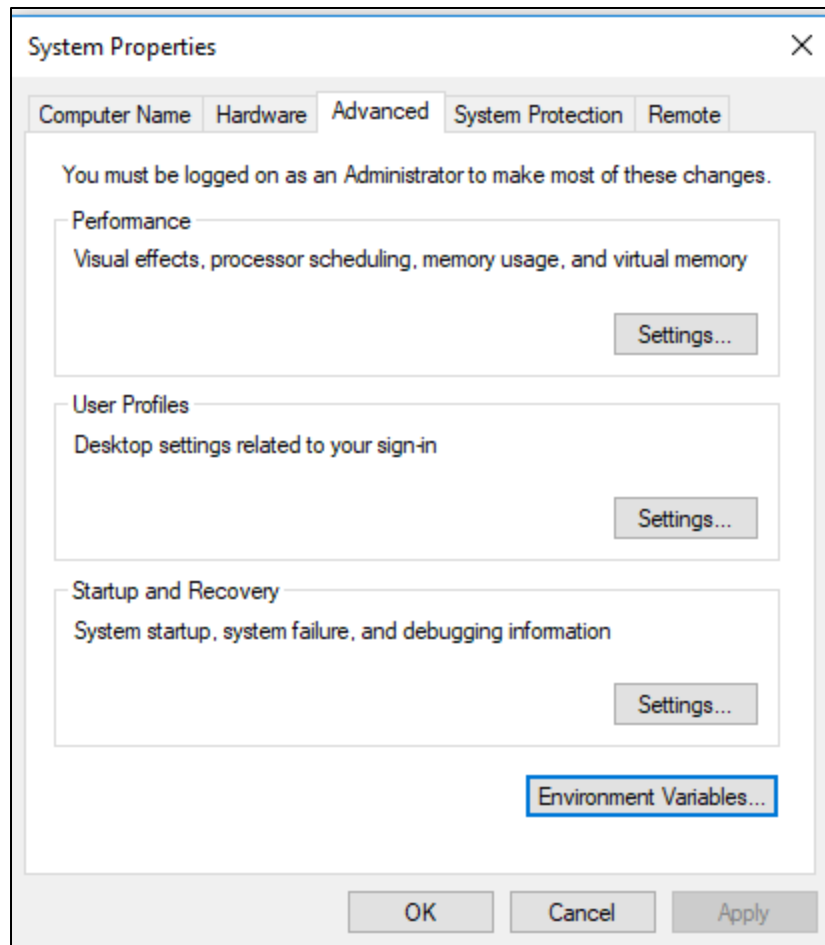 System Properties
Computer Name
Hardware
Advanced
System Protection
Remote
You must be logged on as an Administrator to make most of these changes.
Performance
Visual effects, processor scheduling, memory usage, and virtual memory
Settings...
User Profiles
Desktop settings related to your sign-in
Settings...
Startup and Recovery
System startup, system failure, and debugging information
Settings...
Environment Variables...
OK
Cancel
Apply